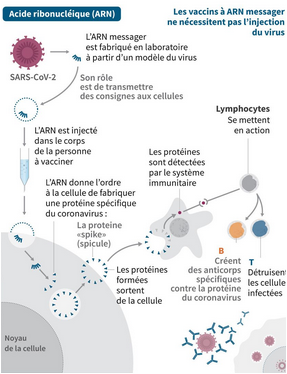 Acide ribonucléique (ARN)
Les vaccins à ARN messager
ne nécessitent pas l'injection
du virus
L'ARN messager
est fabriqué en laboratoire
à partir d'un modèle du virus
SARS-CoV-2
Son rôle
est de transmettre
des consignes aux cellules
L'ARN est injecté
dans le corps
de la personne
à vacciner
L'ARN donne l'ordre
à la cellule de fabriquer
une protéine spécifique
du coronavirus :
La proteine
«spike»
(spicule)
Les protéines
formées
sortent
de la cellule
Noyau
de la cellule
Les protéines
sont détectées
par le système
immunitaire
Lymphocytes
Se mettent
en action
B
Créent
des anticorps
spécifiques
contre la protéine
du coronavirus
T
Détruisent
les cellules
infectées